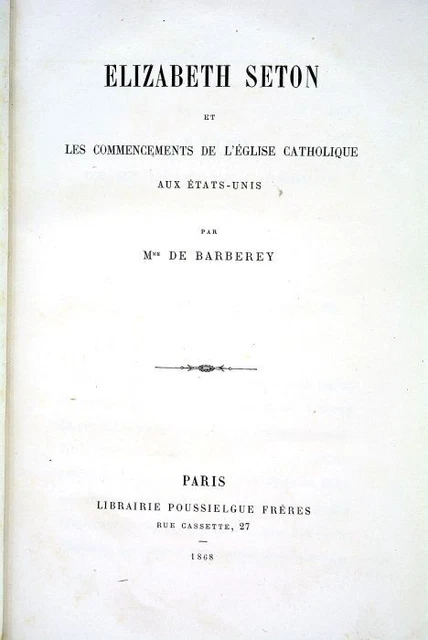 ELIZABETH SETON
ET
LES COMMENCEMENTS DE L'ÉGLISE CATHOLIQUE
AUX ÉTATS-UNIS
PAR
Mme DE BARBEREY
PARIS
LIBRAIRIE POUSSIELGUE FRÈRES
RUE CASSETTE, 27
1868